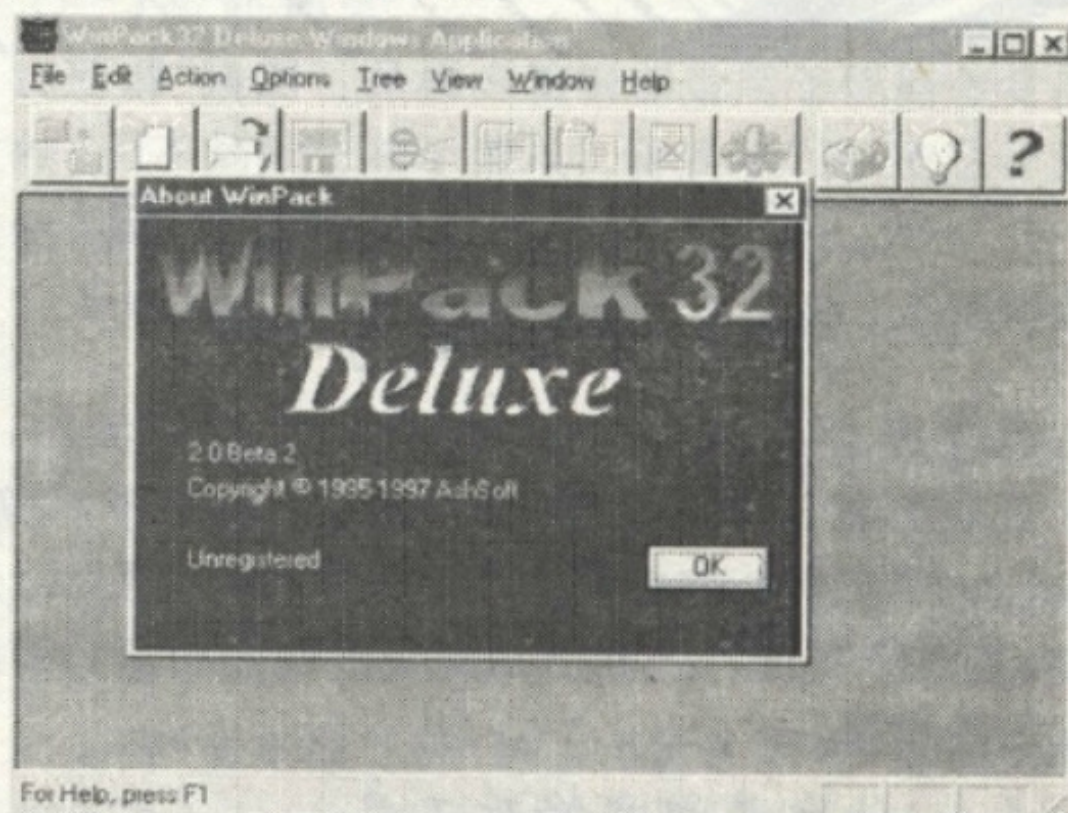 WinPack32 Deluxe Windows Application
File Edit Action Options Tree View Window Help
About WinPack
WinPack 32
Deluxe
2.0 Beta 2
Copyright © 1995-1997 AshSoft
Unregistered
OK
For Help, press F1